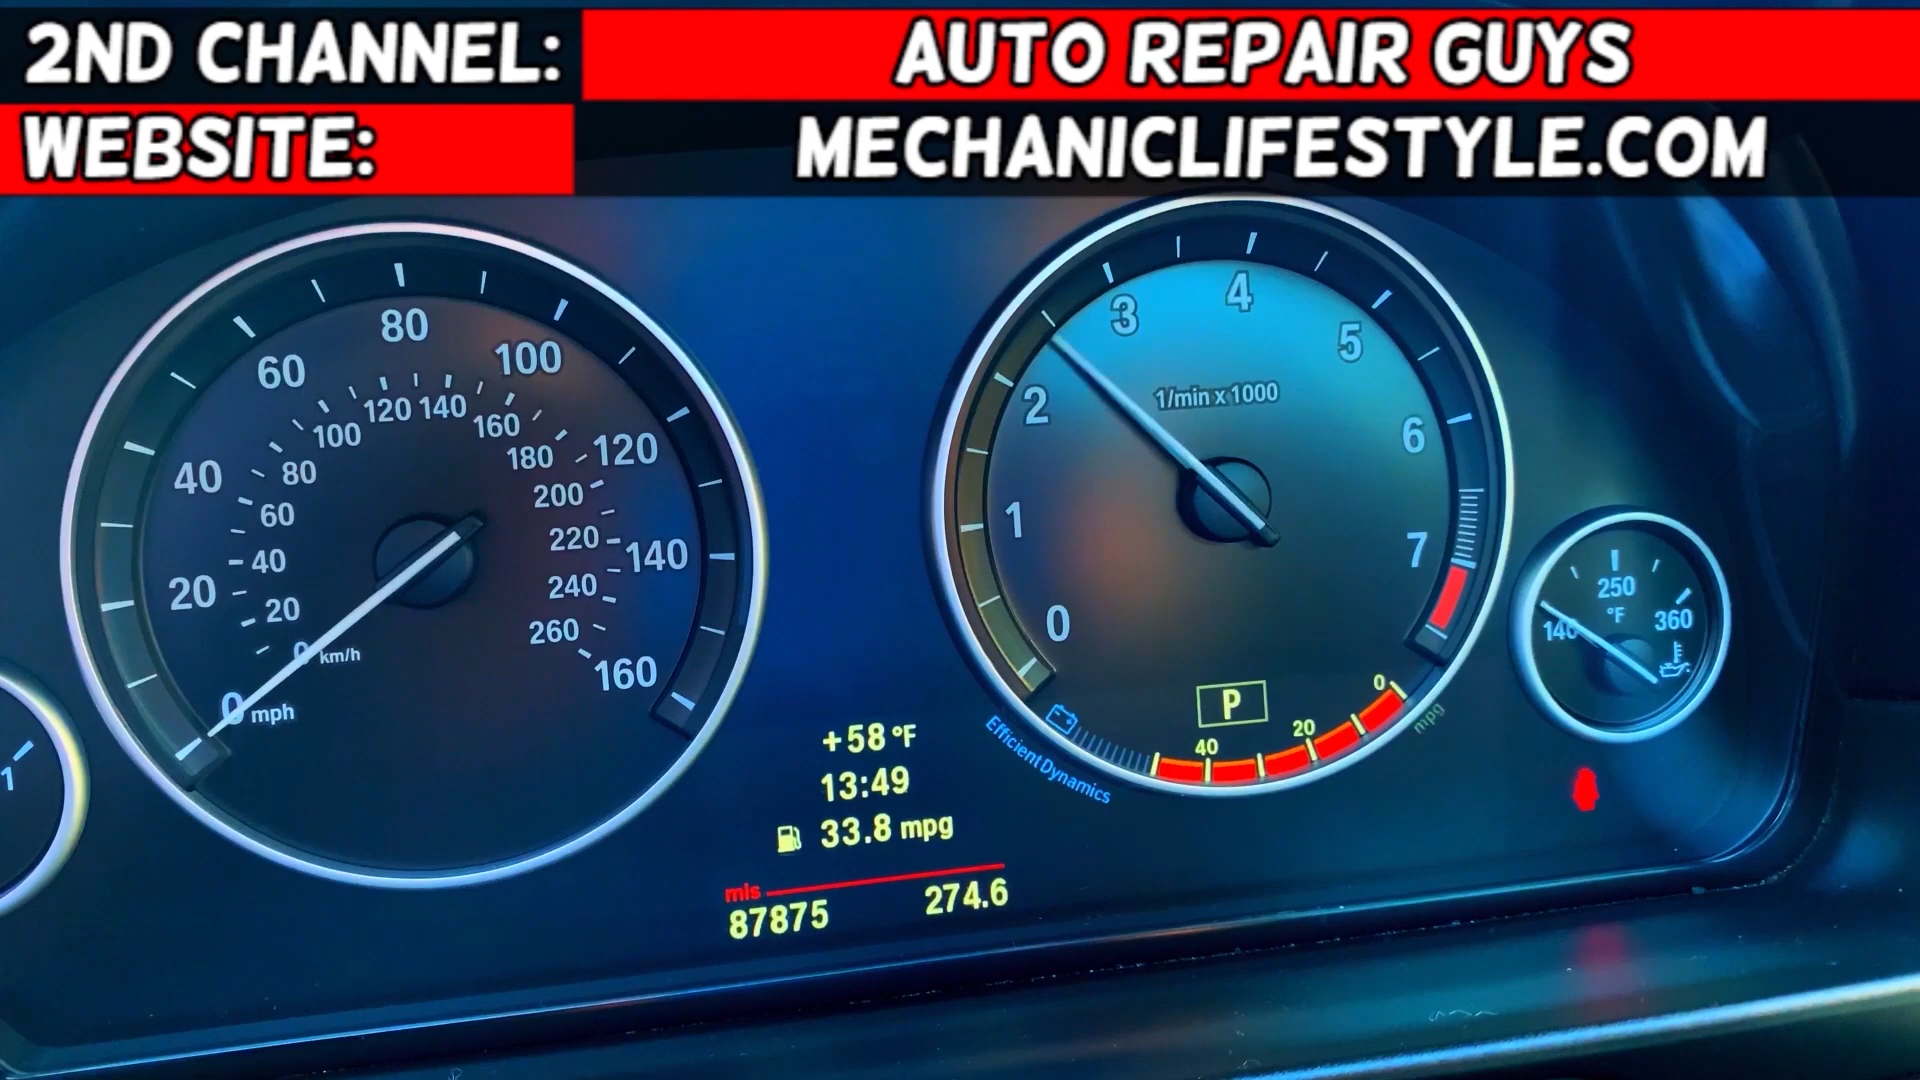 2ND CHANNEL: AUTO REPAIR GUYS
WEBSITE: MECHANICLIFESTYLE.COM
80
60 100
120 140
100 160
40 80 180 120
60 200
220
40 140
20 240
20 260
0 km/h
160
0 mph
1
4
3
5
2
1/min x 1000
6
1
7
0
P
0
20
40
mpg
EfficientDynamics
250
°F
140 360
+58 °F
13:49
33.8 mpg
mls
87875 274.6